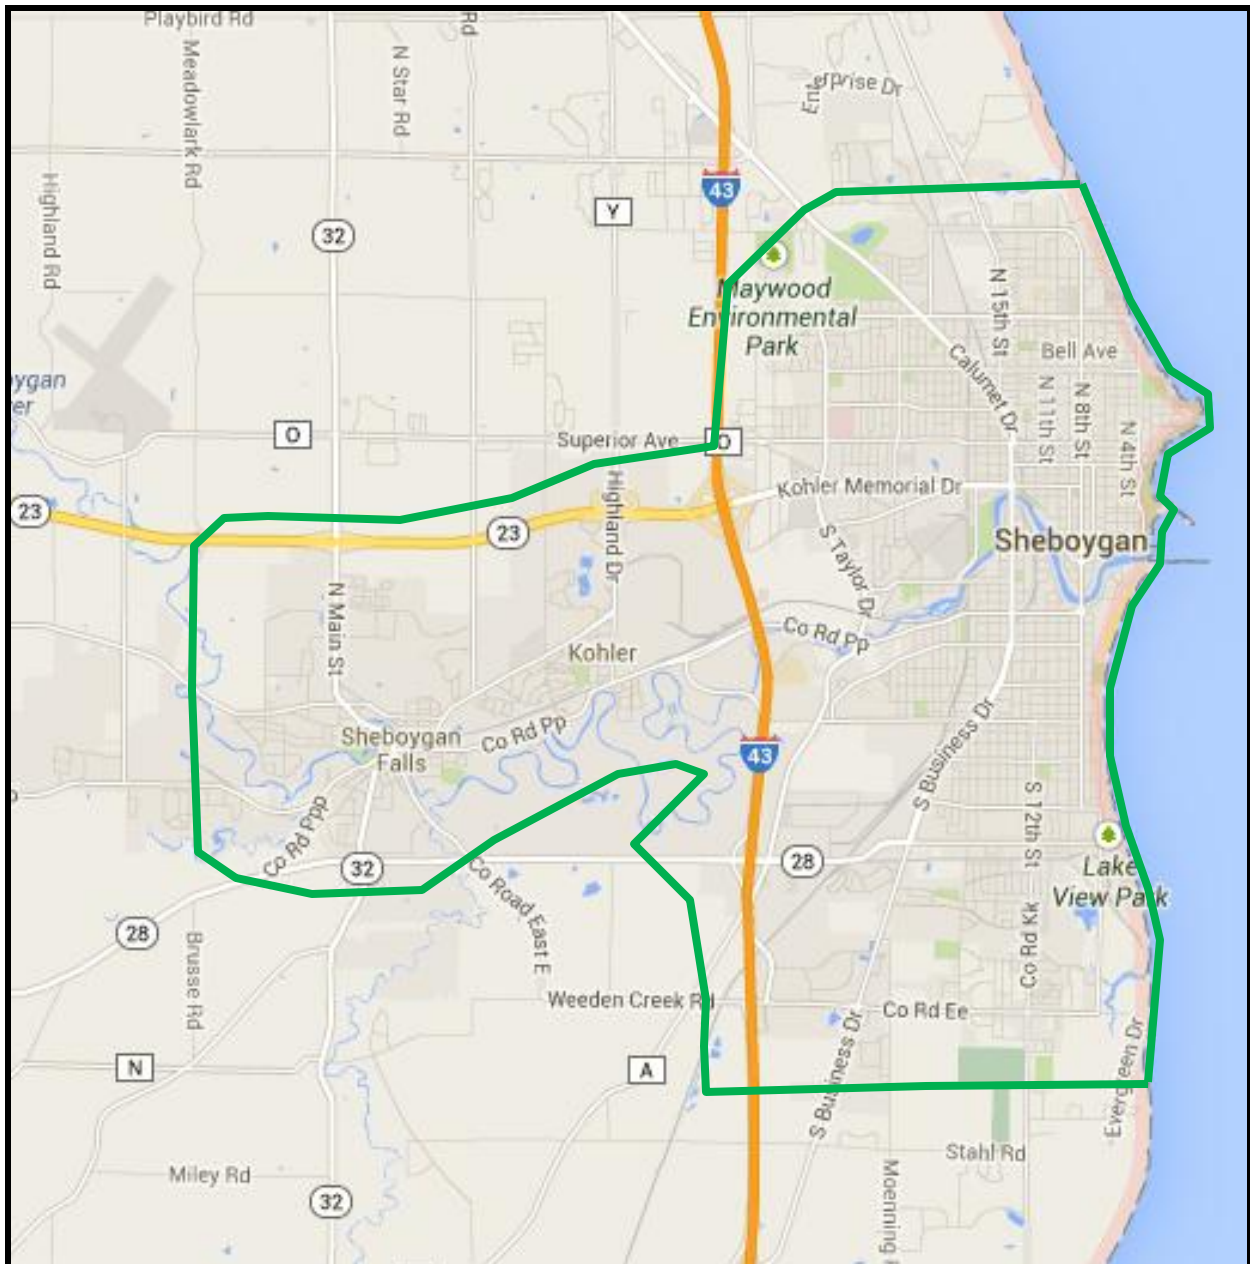 Playbird Rd
Rd
Meadowlark Rd
N Star Rd
Enterprise Dr
Highland Rd
43
Y
32
Maywood
Environmental
Park
N 15th St
Bell Ave
Calumet Dr
N 11th St
N 8th St
N 4th St
ygan
er
O
Superior Ave
O
Kohler Memorial Dr
23
23
Highland Dr
S Taylor Dr
Sheboygan
N Main St
Co Rd Pp
Kohler
Sheboygan
Falls
Co Rd Pp
43
S Business Dr
S 12th St
Co Rd Ppp
32
28
Lake
View Park
Co Road East E
28
Brusse Rd
Co Rd Kk
Weeden Creek Rd
Co Rd Ee
N
A
S Business Dr
Evergreen Dr
Stahl Rd
Miley Rd
32
Moenning